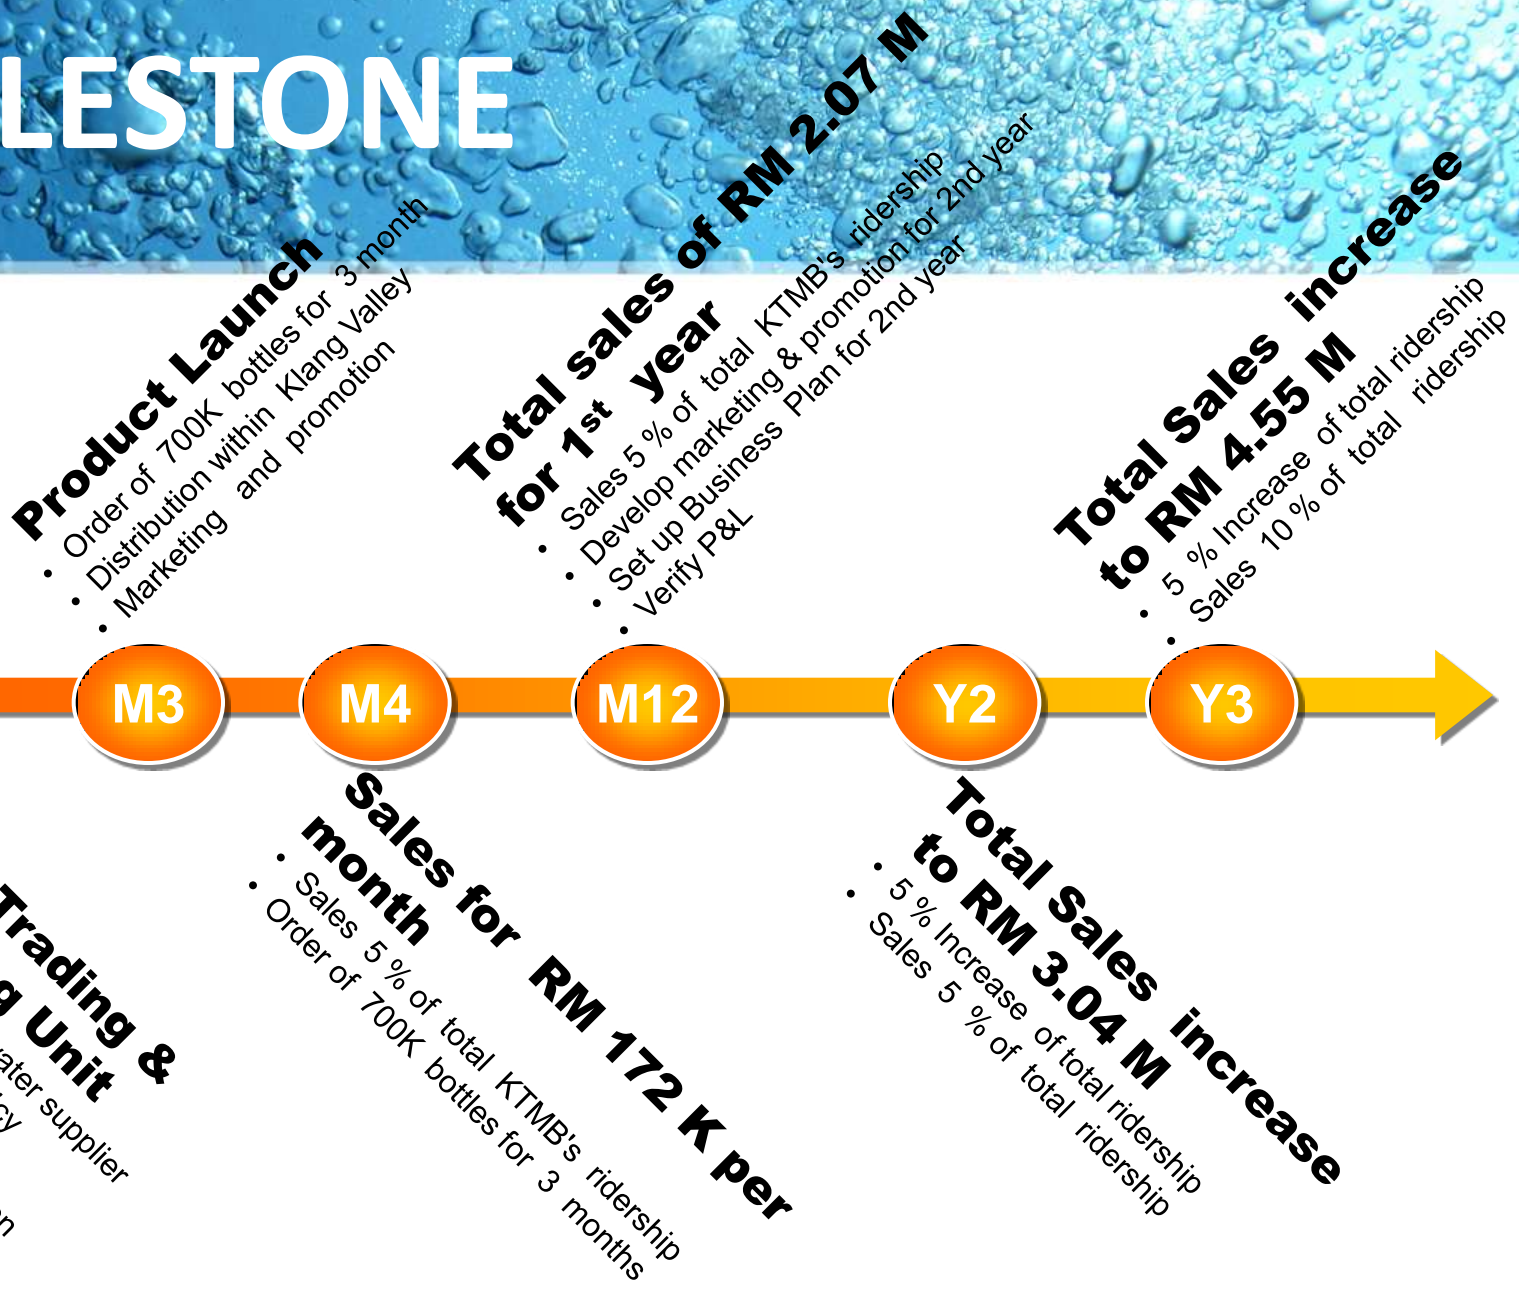 LESTONE
Product Launch
• Order of 700K bottles for 3 month
• Distribution within Klang Valley
• Marketing and promotion
Total sales of RM 2.07 M
for 1st year
• Sales 5 % of total KTMB's ridership
• Develop marketing & promotion for 2nd year
• Set up Business Plan for 2nd year
• Verify P&L
Total Sales increase
to RM 4.55 M
• 5 % Increase of total ridership
• Sales 10 % of total ridership
M3
M4
M12
Y2
Y3
Trading &
g Unit
ater supplier
cy
on
Sales for RM 172 K per
month
• Sales 5 % of total KTMB's ridership
• Order of 700K bottles for 3 months
Total Sales increase
to RM 3.04 M
• 5 % Increase of total ridership
• Sales 5 % of total ridership